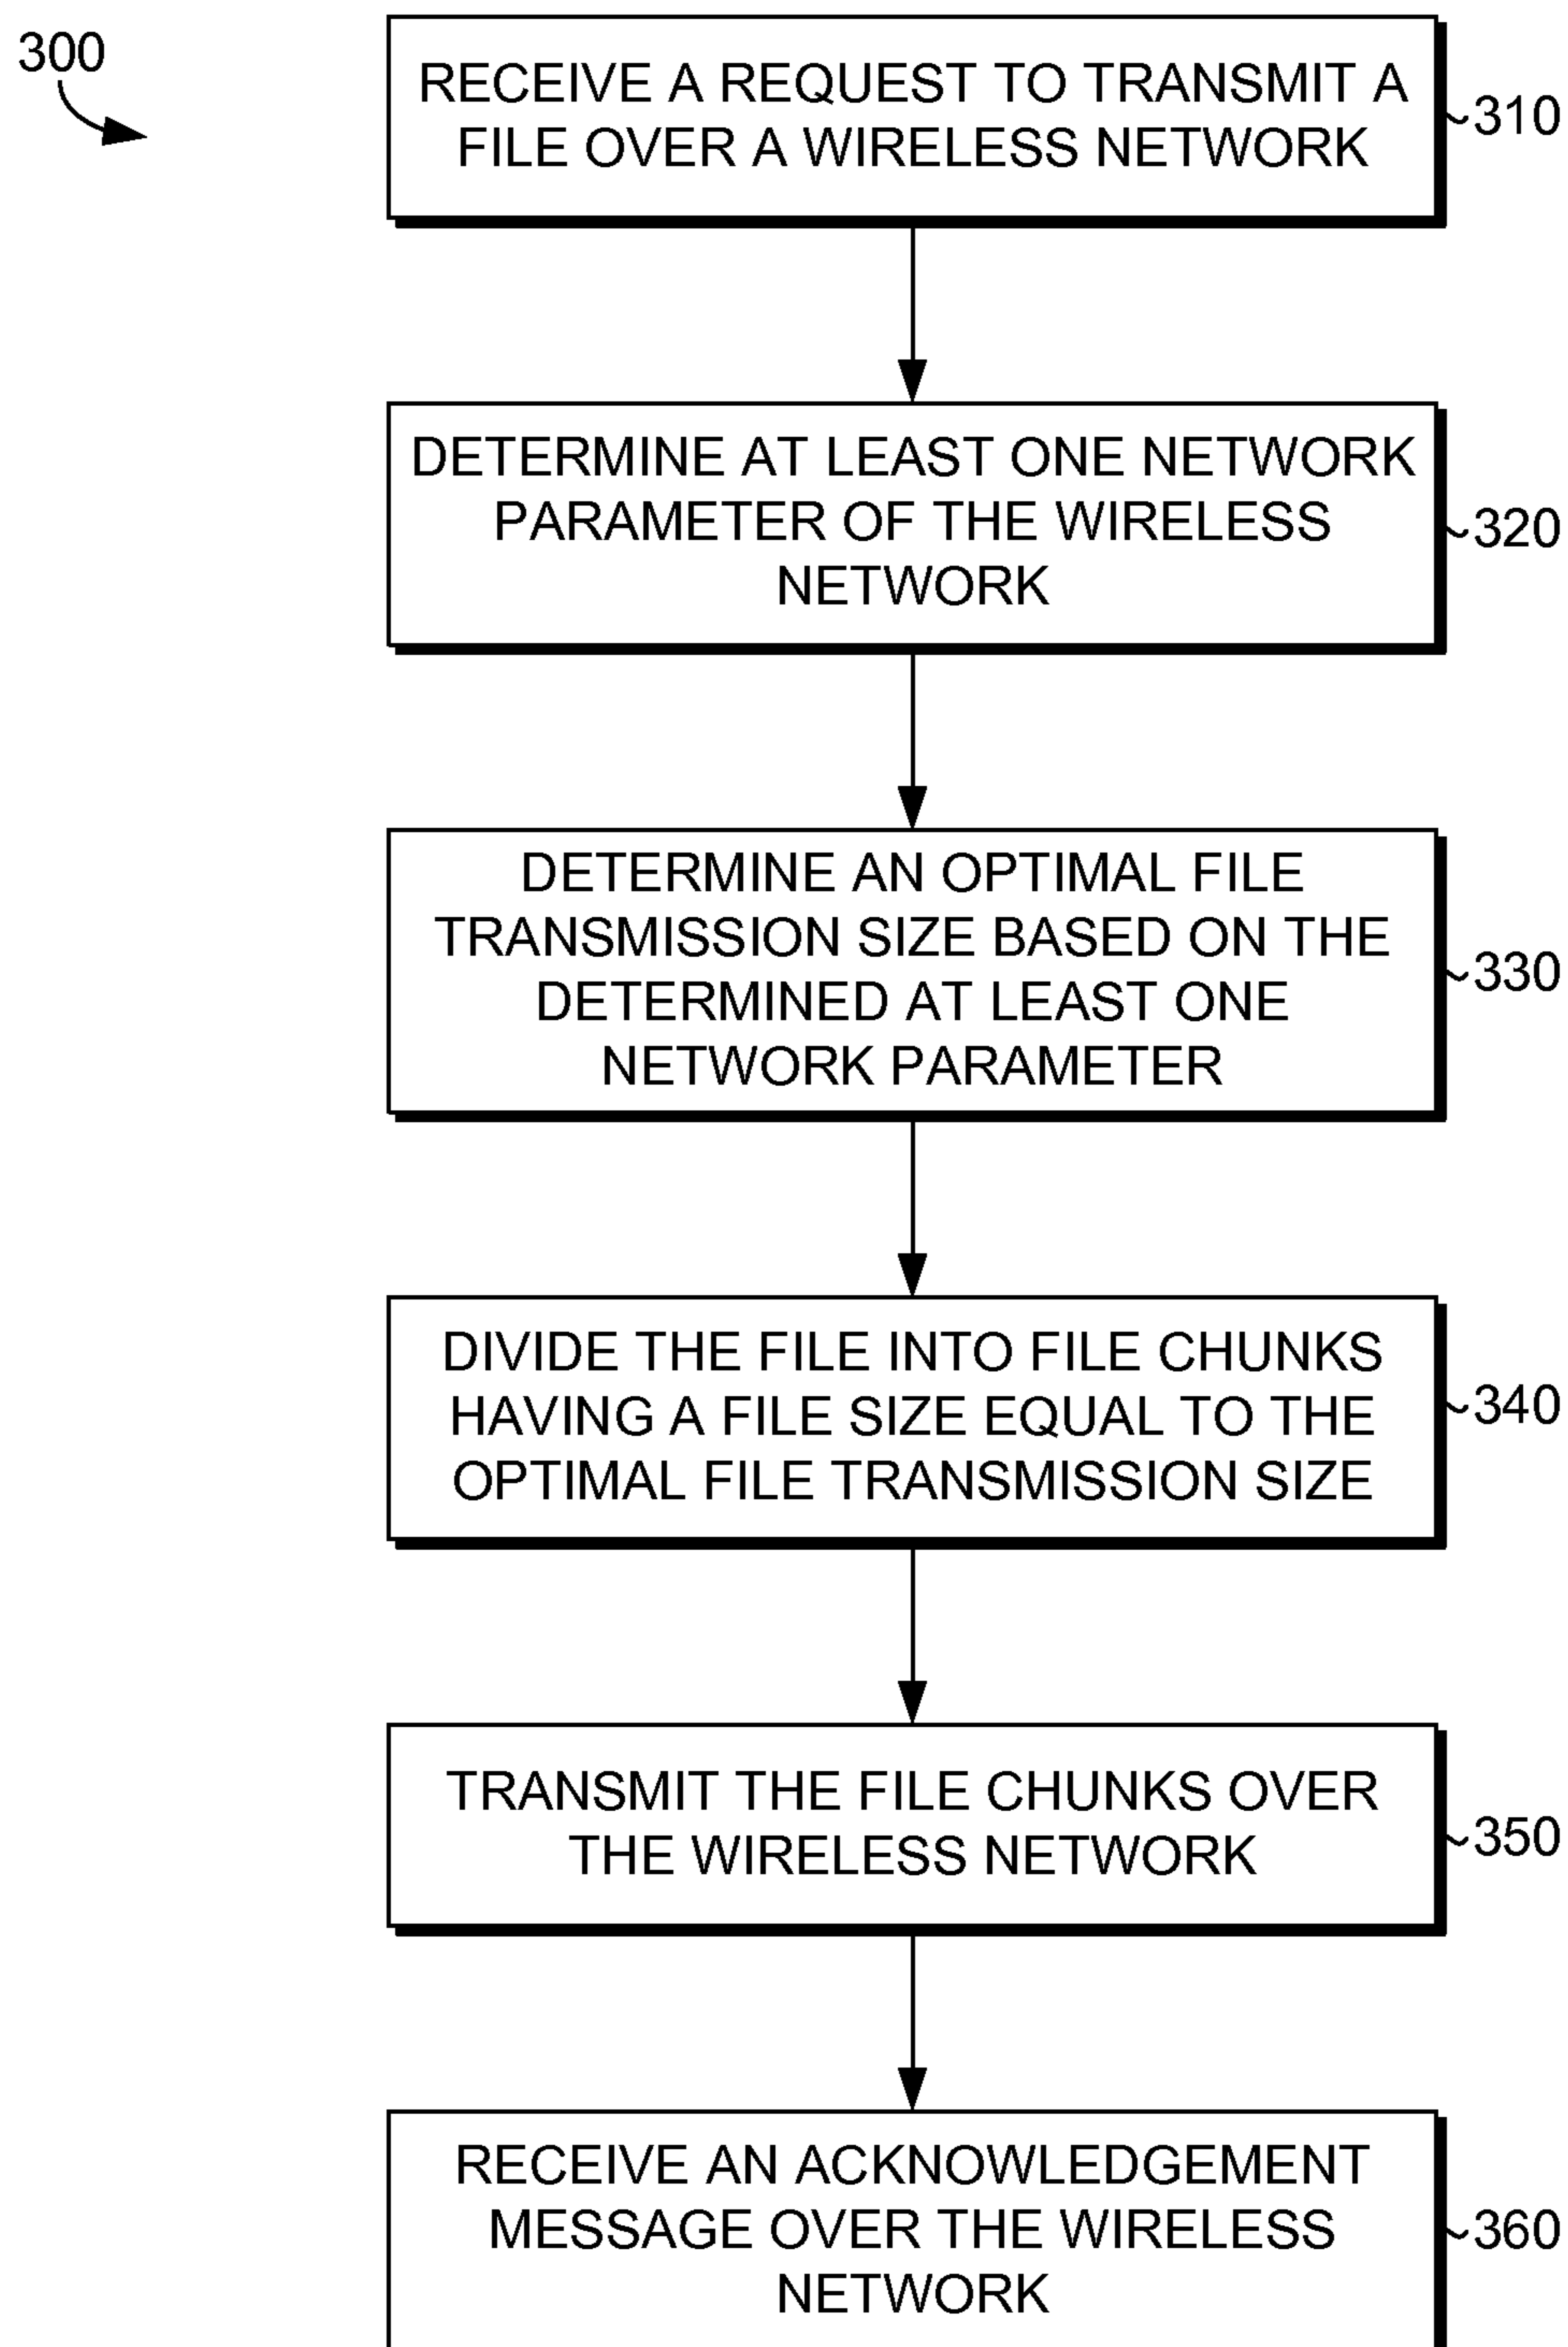 300
RECEIVE A REQUEST TO TRANSMIT A
FILE OVER A WIRELESS NETWORK
310
DETERMINE AT LEAST ONE NETWORK
PARAMETER OF THE WIRELESS
NETWORK
320
DETERMINE AN OPTIMAL FILE
TRANSMISSION SIZE BASED ON THE
DETERMINED AT LEAST ONE
NETWORK PARAMETER
330
DIVIDE THE FILE INTO FILE CHUNKS
HAVING A FILE SIZE EQUAL TO THE
OPTIMAL FILE TRANSMISSION SIZE
340
TRANSMIT THE FILE CHUNKS OVER
THE WIRELESS NETWORK
350
RECEIVE AN ACKNOWLEDGEMENT
MESSAGE OVER THE WIRELESS
NETWORK
360